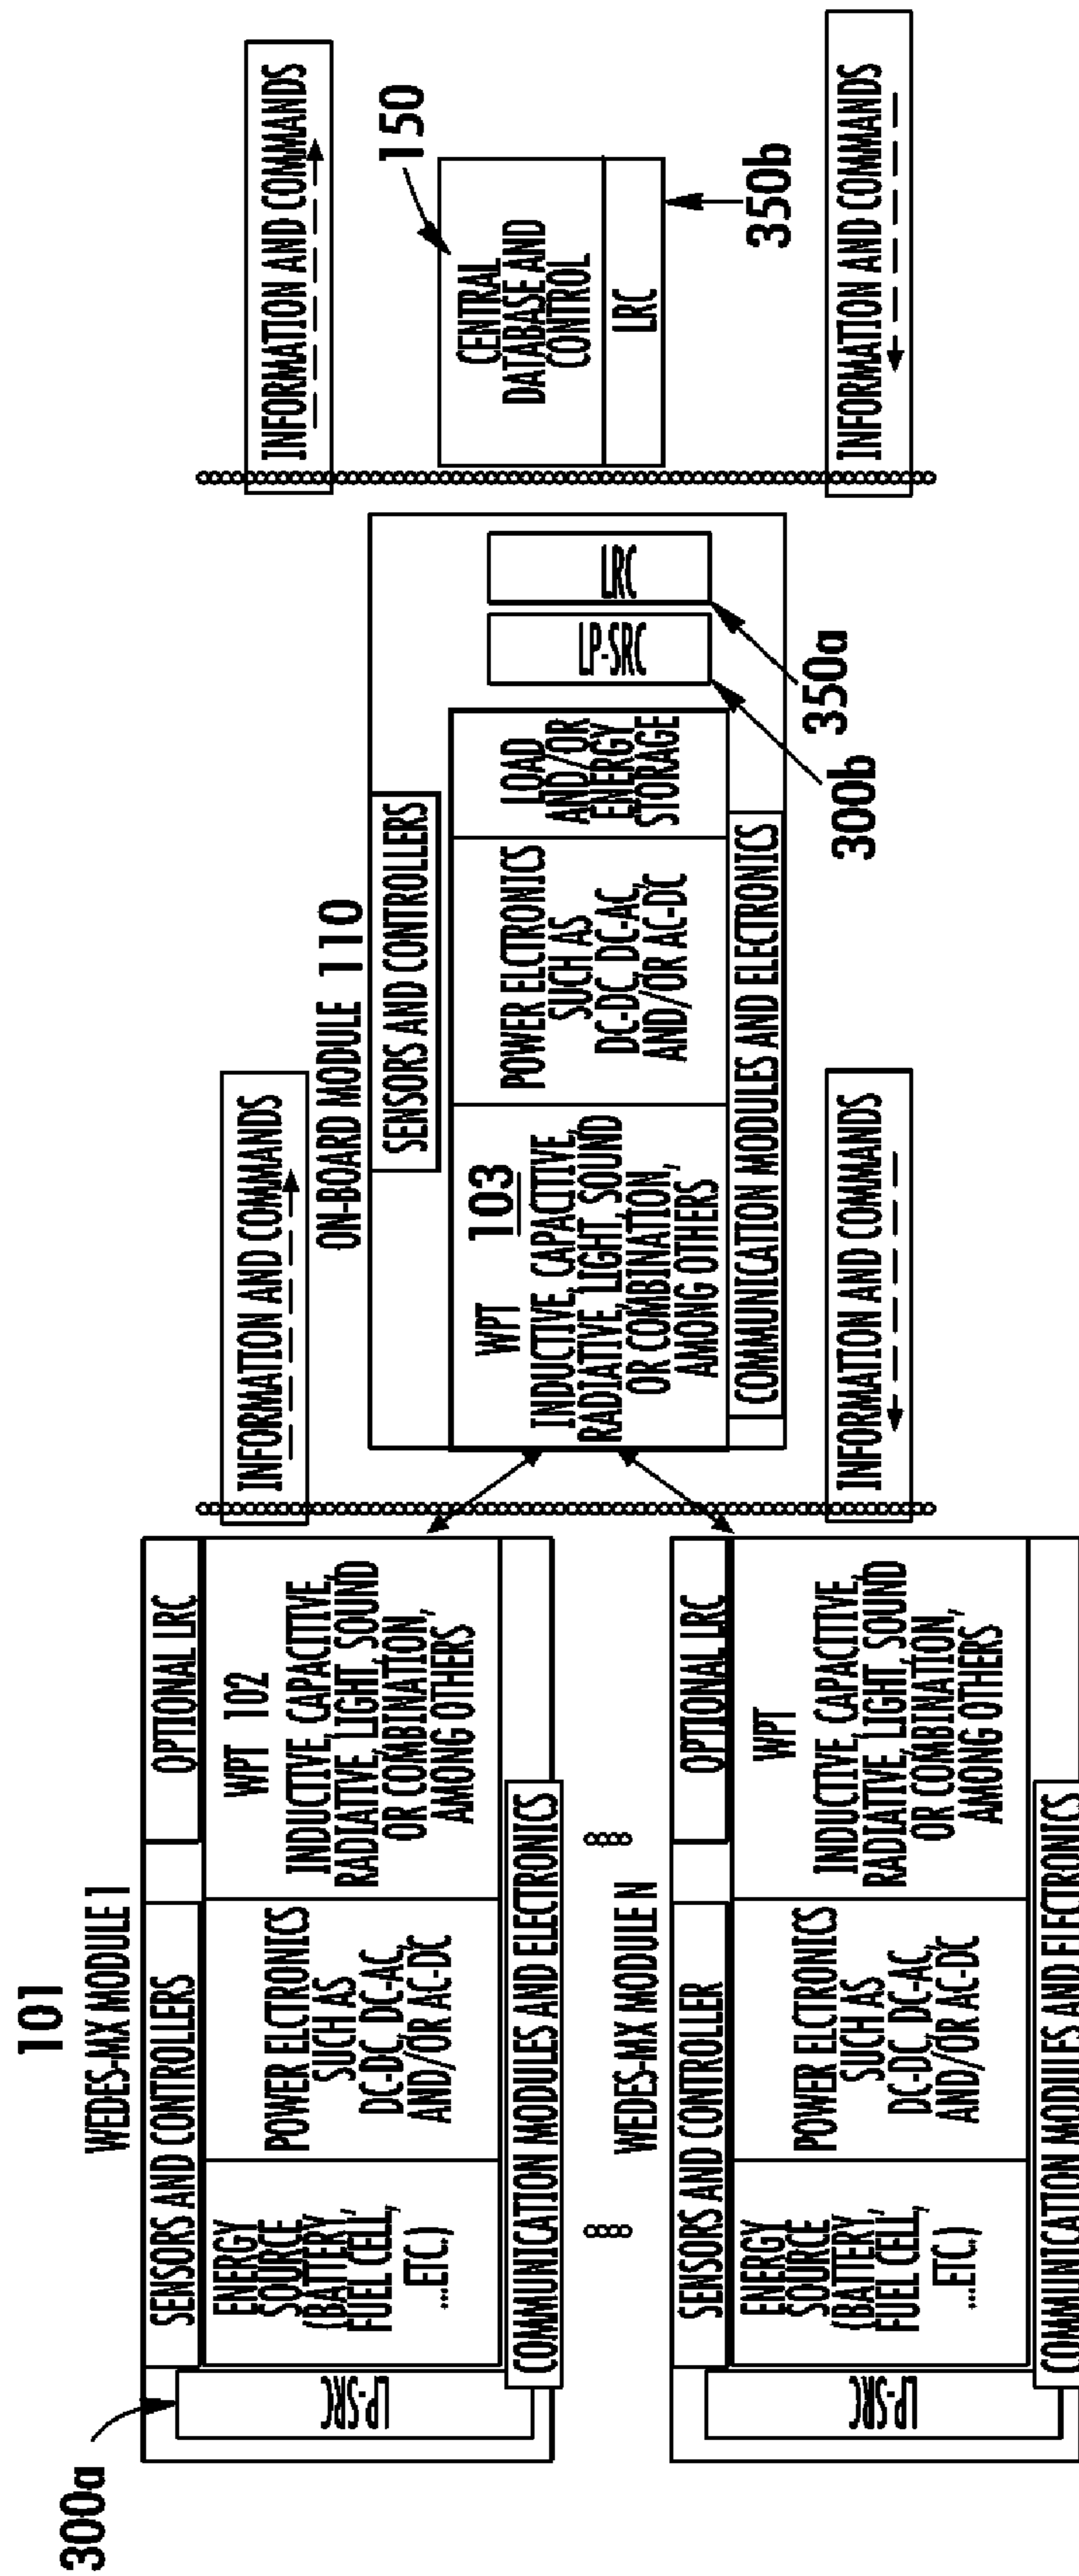 101
WEDES-MX MODULE 1
300a
LP-SRC
SENSORS AND CONTROLLERS
OPTIONAL LRC
ENERGY
SOURCE
(BATTERY,
FUEL CELL,
...ETC.)
POWER ELCTRONICS
SUCH AS
DC-DC, DC-AC,
AND/OR AC-DC
WPT 102
INDUCTIVE, CAPACITIVE,
RADIATIVE, LIGHT, SOUND
OR COMBINATION,
AMONG OTHERS
COMMUNICATION MODULES AND ELECTRONICS
WEDES-MX MODULE N
LP-SRC
SENSORS AND CONTROLLER
OPTIONAL LRC
ENERGY
SOURCE
(BATTERY,
FUEL CELL,
...ETC.)
POWER ELCTRONICS
SUCH AS
DC-DC, DC-AC,
AND/OR AC-DC
WPT
INDUCTIVE, CAPACITIVE,
RADIATIVE, LIGHT, SOUND
OR COMBINATION,
AMONG OTHERS
COMMUNICATION MODULES AND ELECTRONICS
INFORMATION AND COMMANDS
ON-BOARD MODULE 110
SENSORS AND CONTROLLERS
WPT 103
INDUCTIVE, CAPACITIVE,
RADIATIVE, LIGHT, SOUND
OR COMBINATION,
AMONG OTHERS
POWER ELCTRONICS
SUCH AS
DC-DC, DC-AC,
AND/OR AC-DC
LOAD
AND/OR
ENERGY
STORAGE
LP-SRC
LRC
COMMUNICATION MODULES AND ELECTRONICS
300b
350a
INFORMATION AND COMMANDS
INFORMATION AND COMMANDS
150
CENTRAL
DATABASE AND
CONTROL
LRC
350b
INFORMATION AND COMMANDS